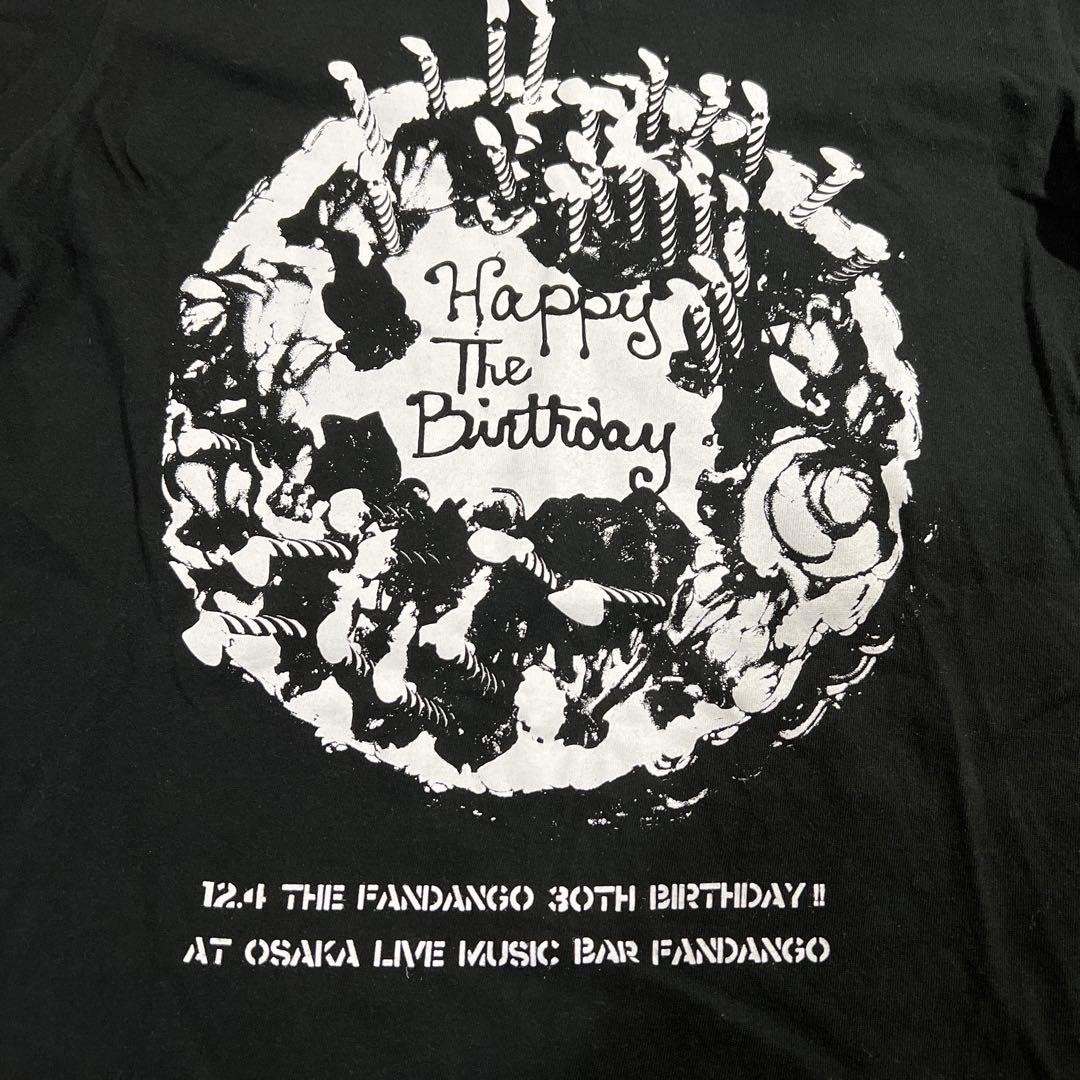 Happy
The
Birthday
12.4 THE FANDANGO 30TH BIRTHDAY!!
AT OSAKA LIVE MUSIC BAR FANDANGO